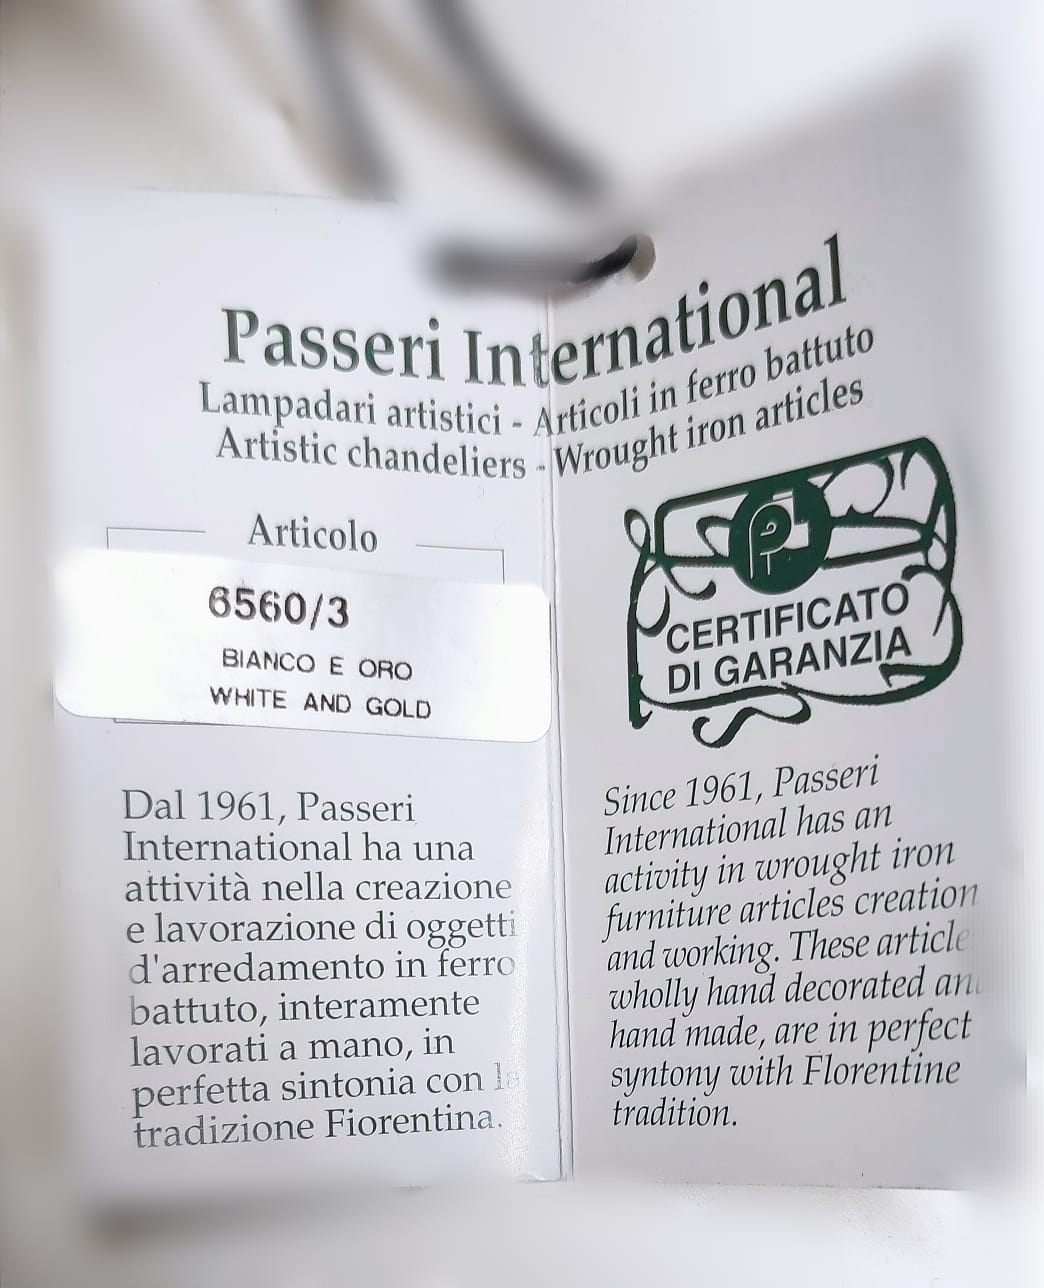 Passeri International
Lampadari artistici - Articoli in ferro battuto
Artistic chandeliers - Wrought iron articles
Articolo
6560/3
BIANCO E ORO
WHITE AND GOLD
Dal 1961, Passeri
International ha una
attività nella creazione
e lavorazione di oggetti
d'arredamento in ferro
battuto, interamente
lavorati a mano, in
perfetta sintonia con la
tradizione Fiorentina.
CERTIFICATO
DI GARANZIA
Since 1961, Passeri
International has an
activity in wrought iron
furniture articles creation
and working. These article
wholly hand decorated and
hand made, are in perfect
syntony with Florentine
tradition.